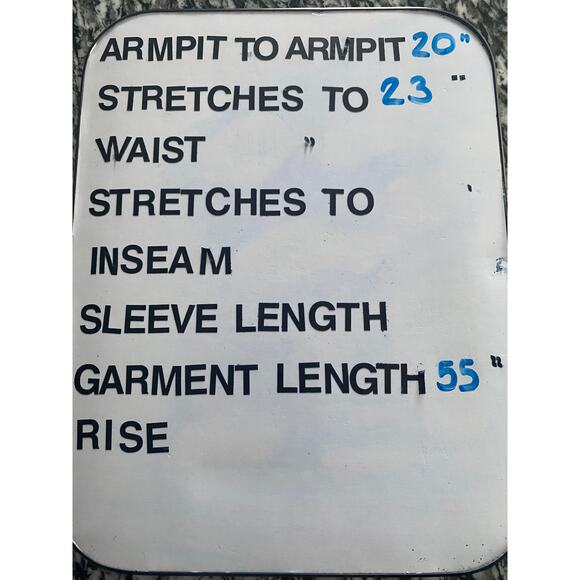 ARMPIT TO ARMPIT 20"
STRETCHES TO 23 "
WAIST "
STRETCHES TO '
INSEAM
SLEEVE LENGTH
GARMENT LENGTH 55 "
RISE